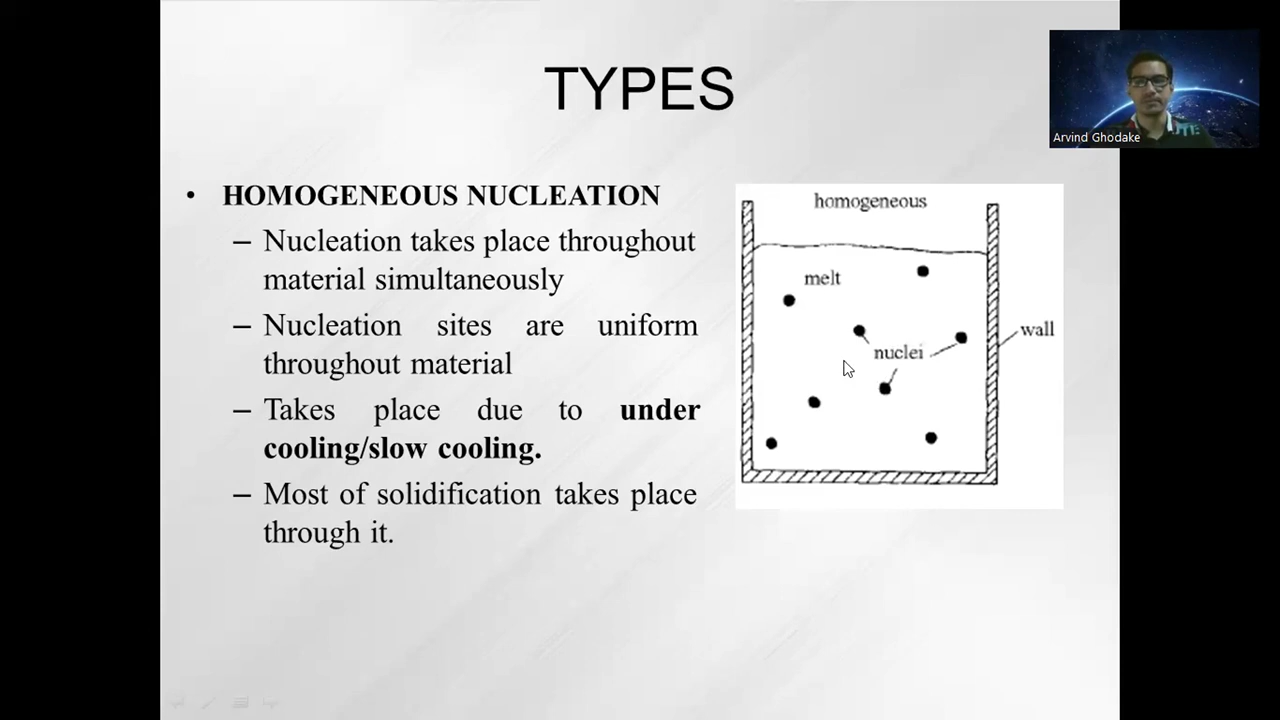 TYPES
Arvind Ghodake
• HOMOGENEOUS NUCLEATION
– Nucleation takes place throughout
material simultaneously
– Nucleation sites are uniform
throughout material
– Takes place due to under
cooling/slow cooling.
– Most of solidification takes place
through it.
homogeneous
melt
nuclei
wall